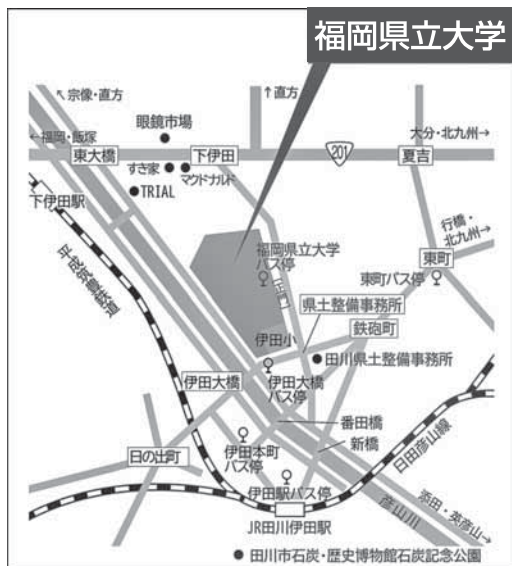 福岡県立大学
↖宗像・直方
↑直方
眼鏡市場
←福岡・飯塚
大分・北九州→
東大橋
下伊田
201
夏吉
すき家
マクドナルド
TRIAL
下伊田駅
行橋・
北九州→
福岡県立大学
バス停
東町
平成筑豊鉄道
東町バス停
正門
県土整備事務所
鉄砲町
伊田小
田川県土整備事務所
伊田大橋
伊田大橋
バス停
番田橋
伊田本町
バス停
新橋
日の出町
日田彦山線
伊田駅バス停
彦山川
添田・英彦山→
JR田川伊田駅
田川市石炭・歴史博物館石炭記念公園